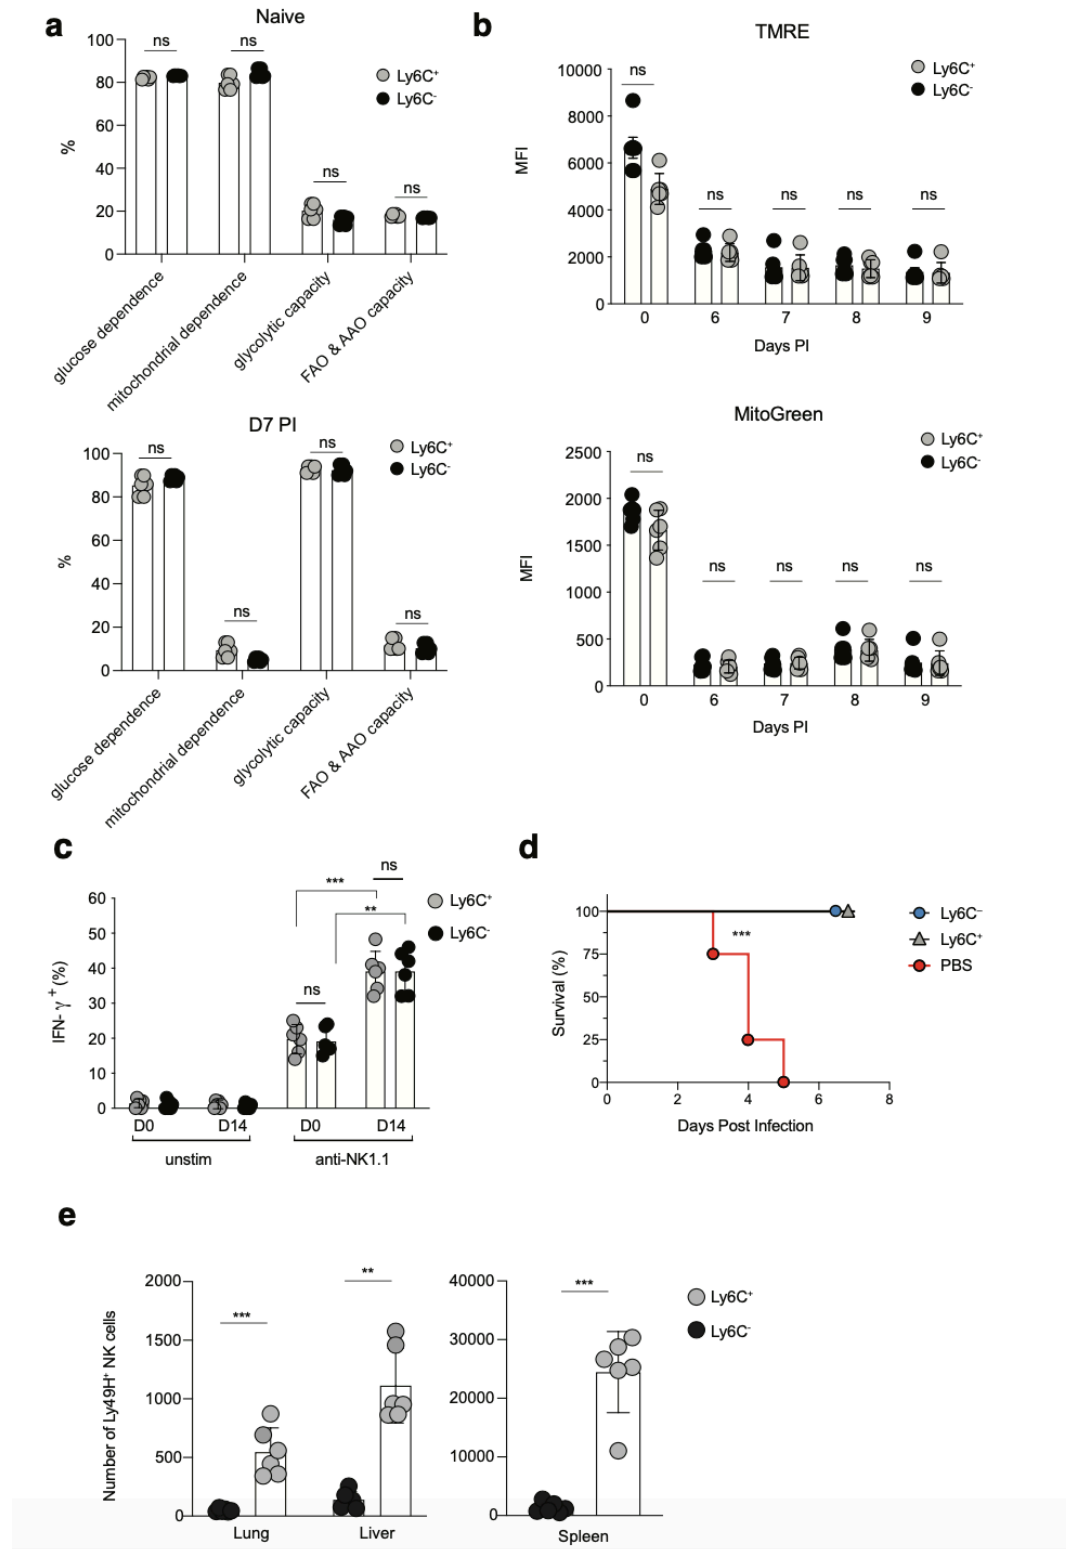 a
Naive
100
80
60
40
20
0
%
ns
ns
ns
ns
Ly6C⁺
Ly6C⁻
glucose dependence
mitochondrial dependence
glycolytic capacity
FAO & AAO capacity
D7 PI
100
80
60
40
20
0
%
ns
ns
ns
ns
Ly6C⁺
Ly6C⁻
glucose dependence
mitochondrial dependence
glycolytic capacity
FAO & AAO capacity
b
TMRE
10000
8000
6000
4000
2000
0
MFI
ns
ns
ns
ns
ns
Ly6C⁺
Ly6C⁻
0 6 7 8 9
Days PI
MitoGreen
2500
2000
1500
1000
500
0
MFI
ns
ns
ns
ns
ns
Ly6C⁺
Ly6C⁻
0 6 7 8 9
Days PI
c
60
50
40
30
20
10
0
IFN-γ⁺(%)
ns
***
**
ns
Ly6C⁺
Ly6C⁻
D0 D14 D0 D14
unstim anti-NK1.1
d
100
75
50
25
0
Survival (%)
***
Ly6C⁻
Ly6C⁺
PBS
0 2 4 6 8
Days Post Infection
e
2000
1500
1000
500
0
Number of Ly49H⁺ NK cells
***
**
Lung Liver
40000
30000
20000
10000
0
***
Spleen
Ly6C⁺
Ly6C⁻